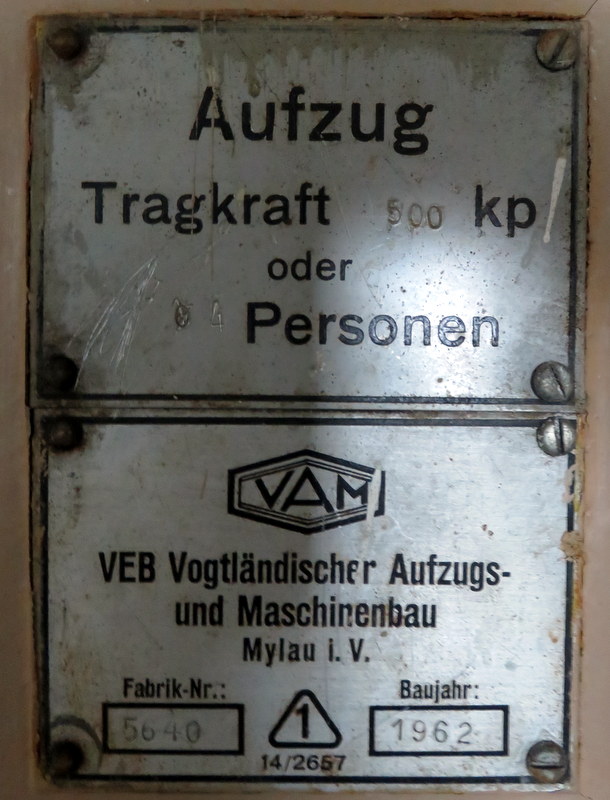 Aufzug
Tragkraft 500 kp
oder
Personen
VAM
VEB Vogtländischer Aufzugs-
und Maschinenbau
Mylau i. V.
Fabrik-Nr.: Baujahr:
5640 1 1962
14/2657